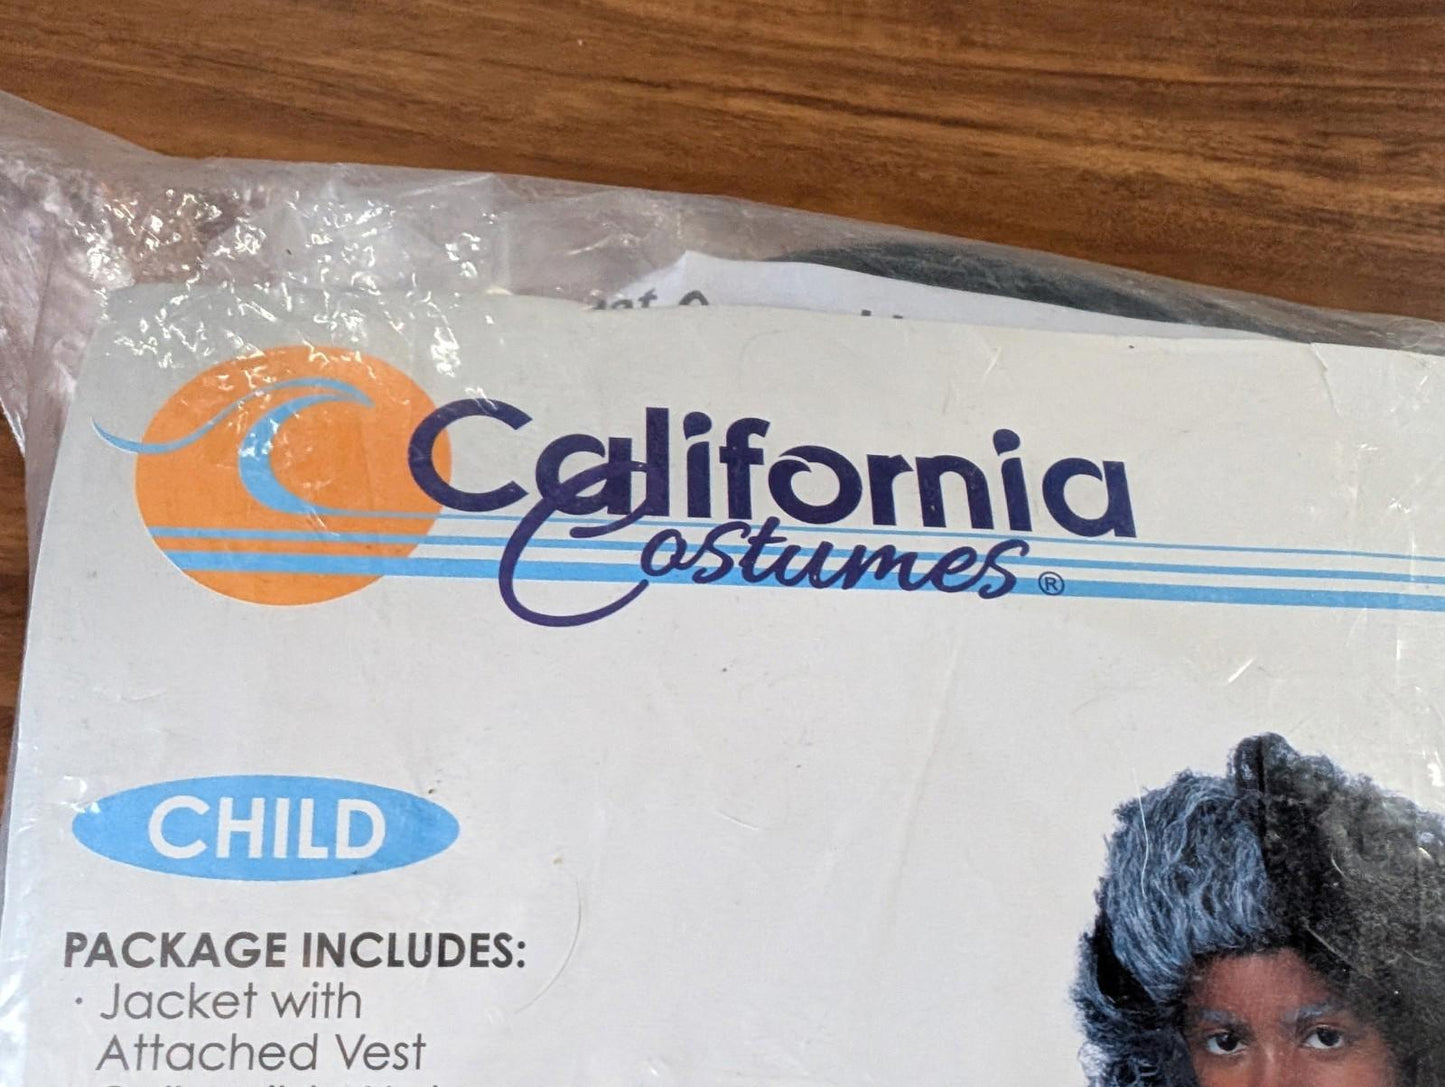 California
Costumes®
CHILD
PACKAGE INCLUDES:
· Jacket with
Attached Vest